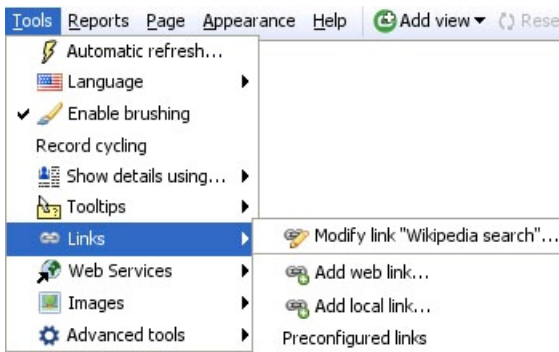 Tools Reports Page Appearance Help Add view Rese
Automatic refresh...
Language
Enable brushing
Record cycling
Show details using...
Tooltips
Links
Modify link "Wikipedia search"...
Web Services
Add web link...
Images
Add local link...
Advanced tools
Preconfigured links